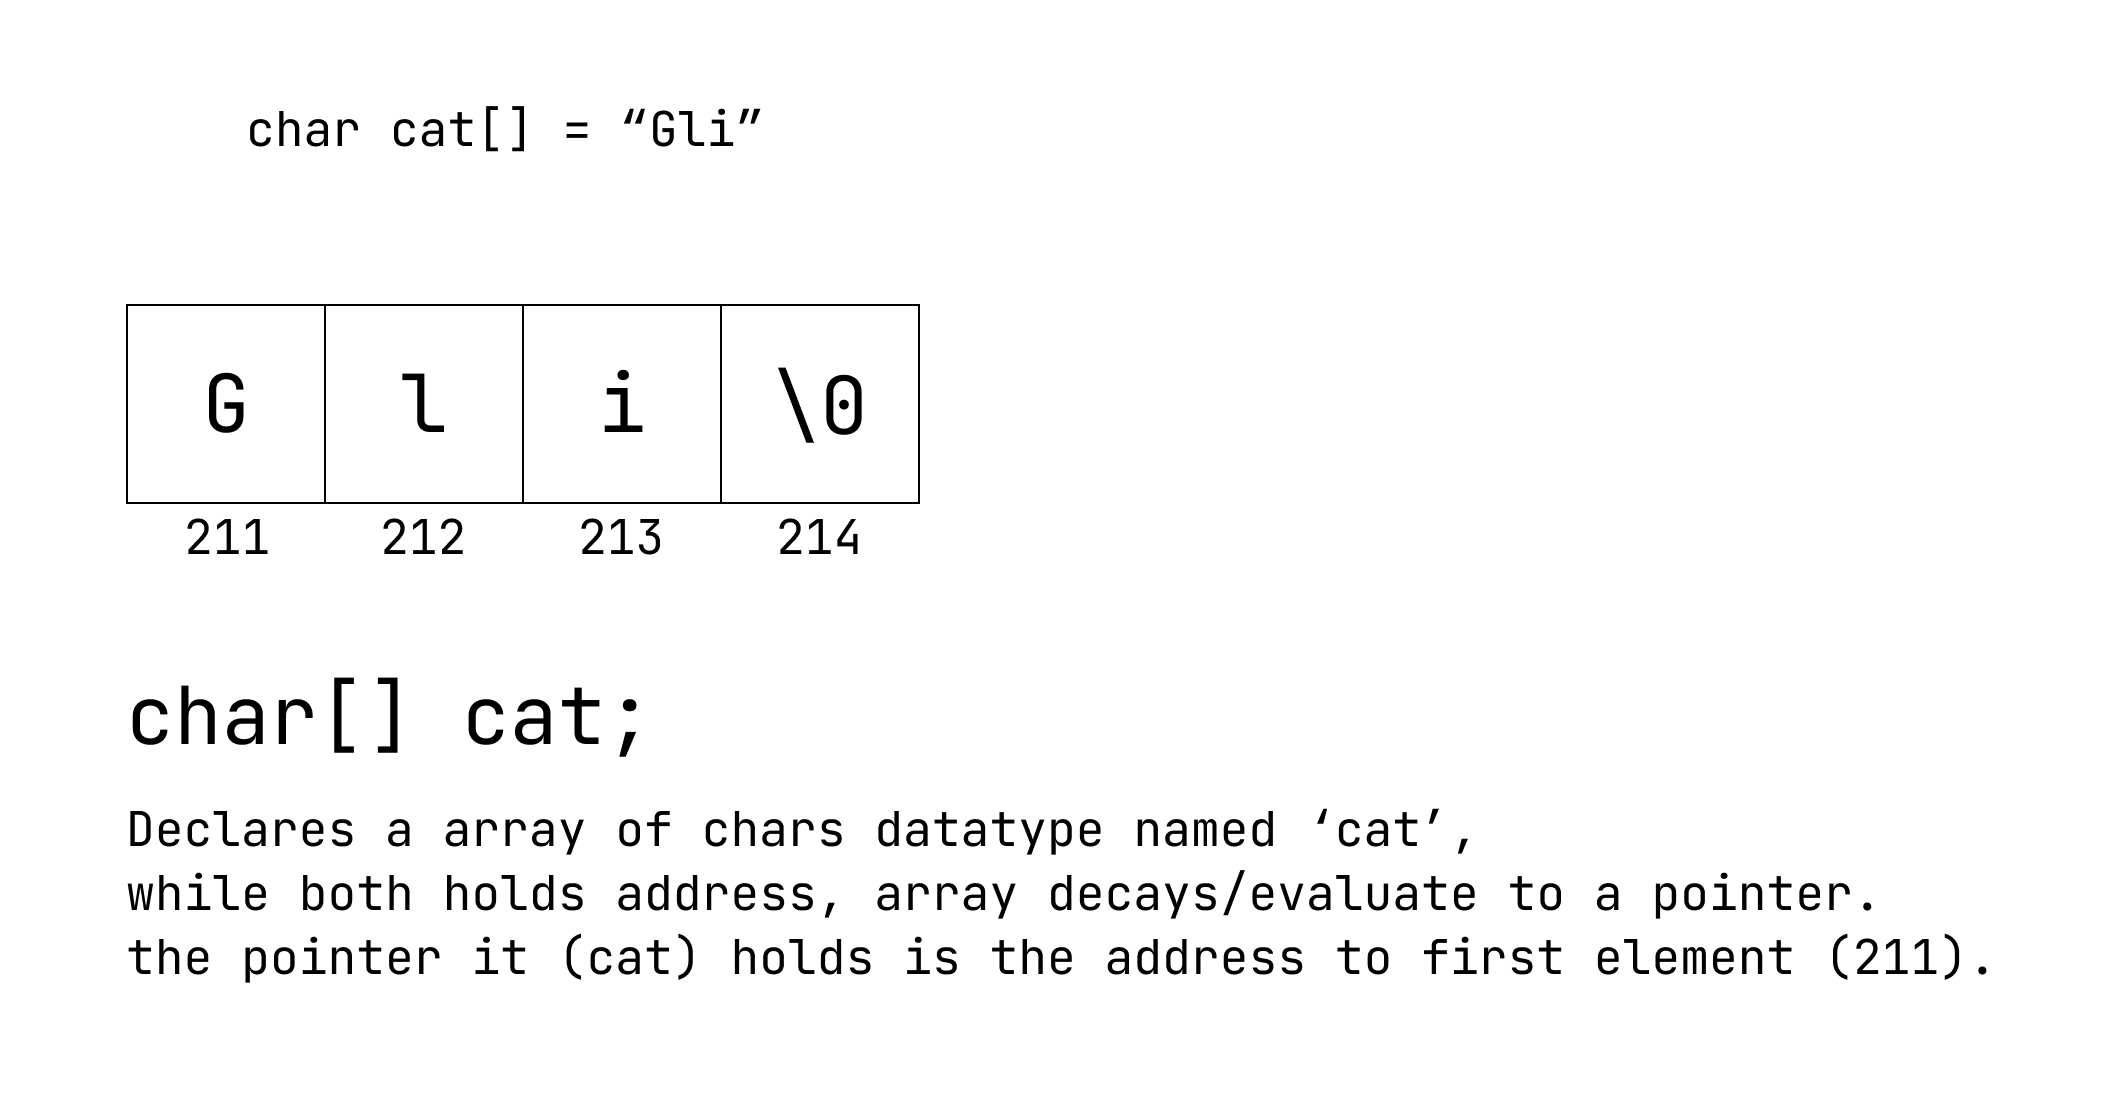 char cat[] = “Gli”
G l i \0
211 212 213 214
char[] cat;
Declares a array of chars datatype named ‘cat’,
while both holds address, array decays/evaluate to a pointer.
the pointer it (cat) holds is the address to first element (211).